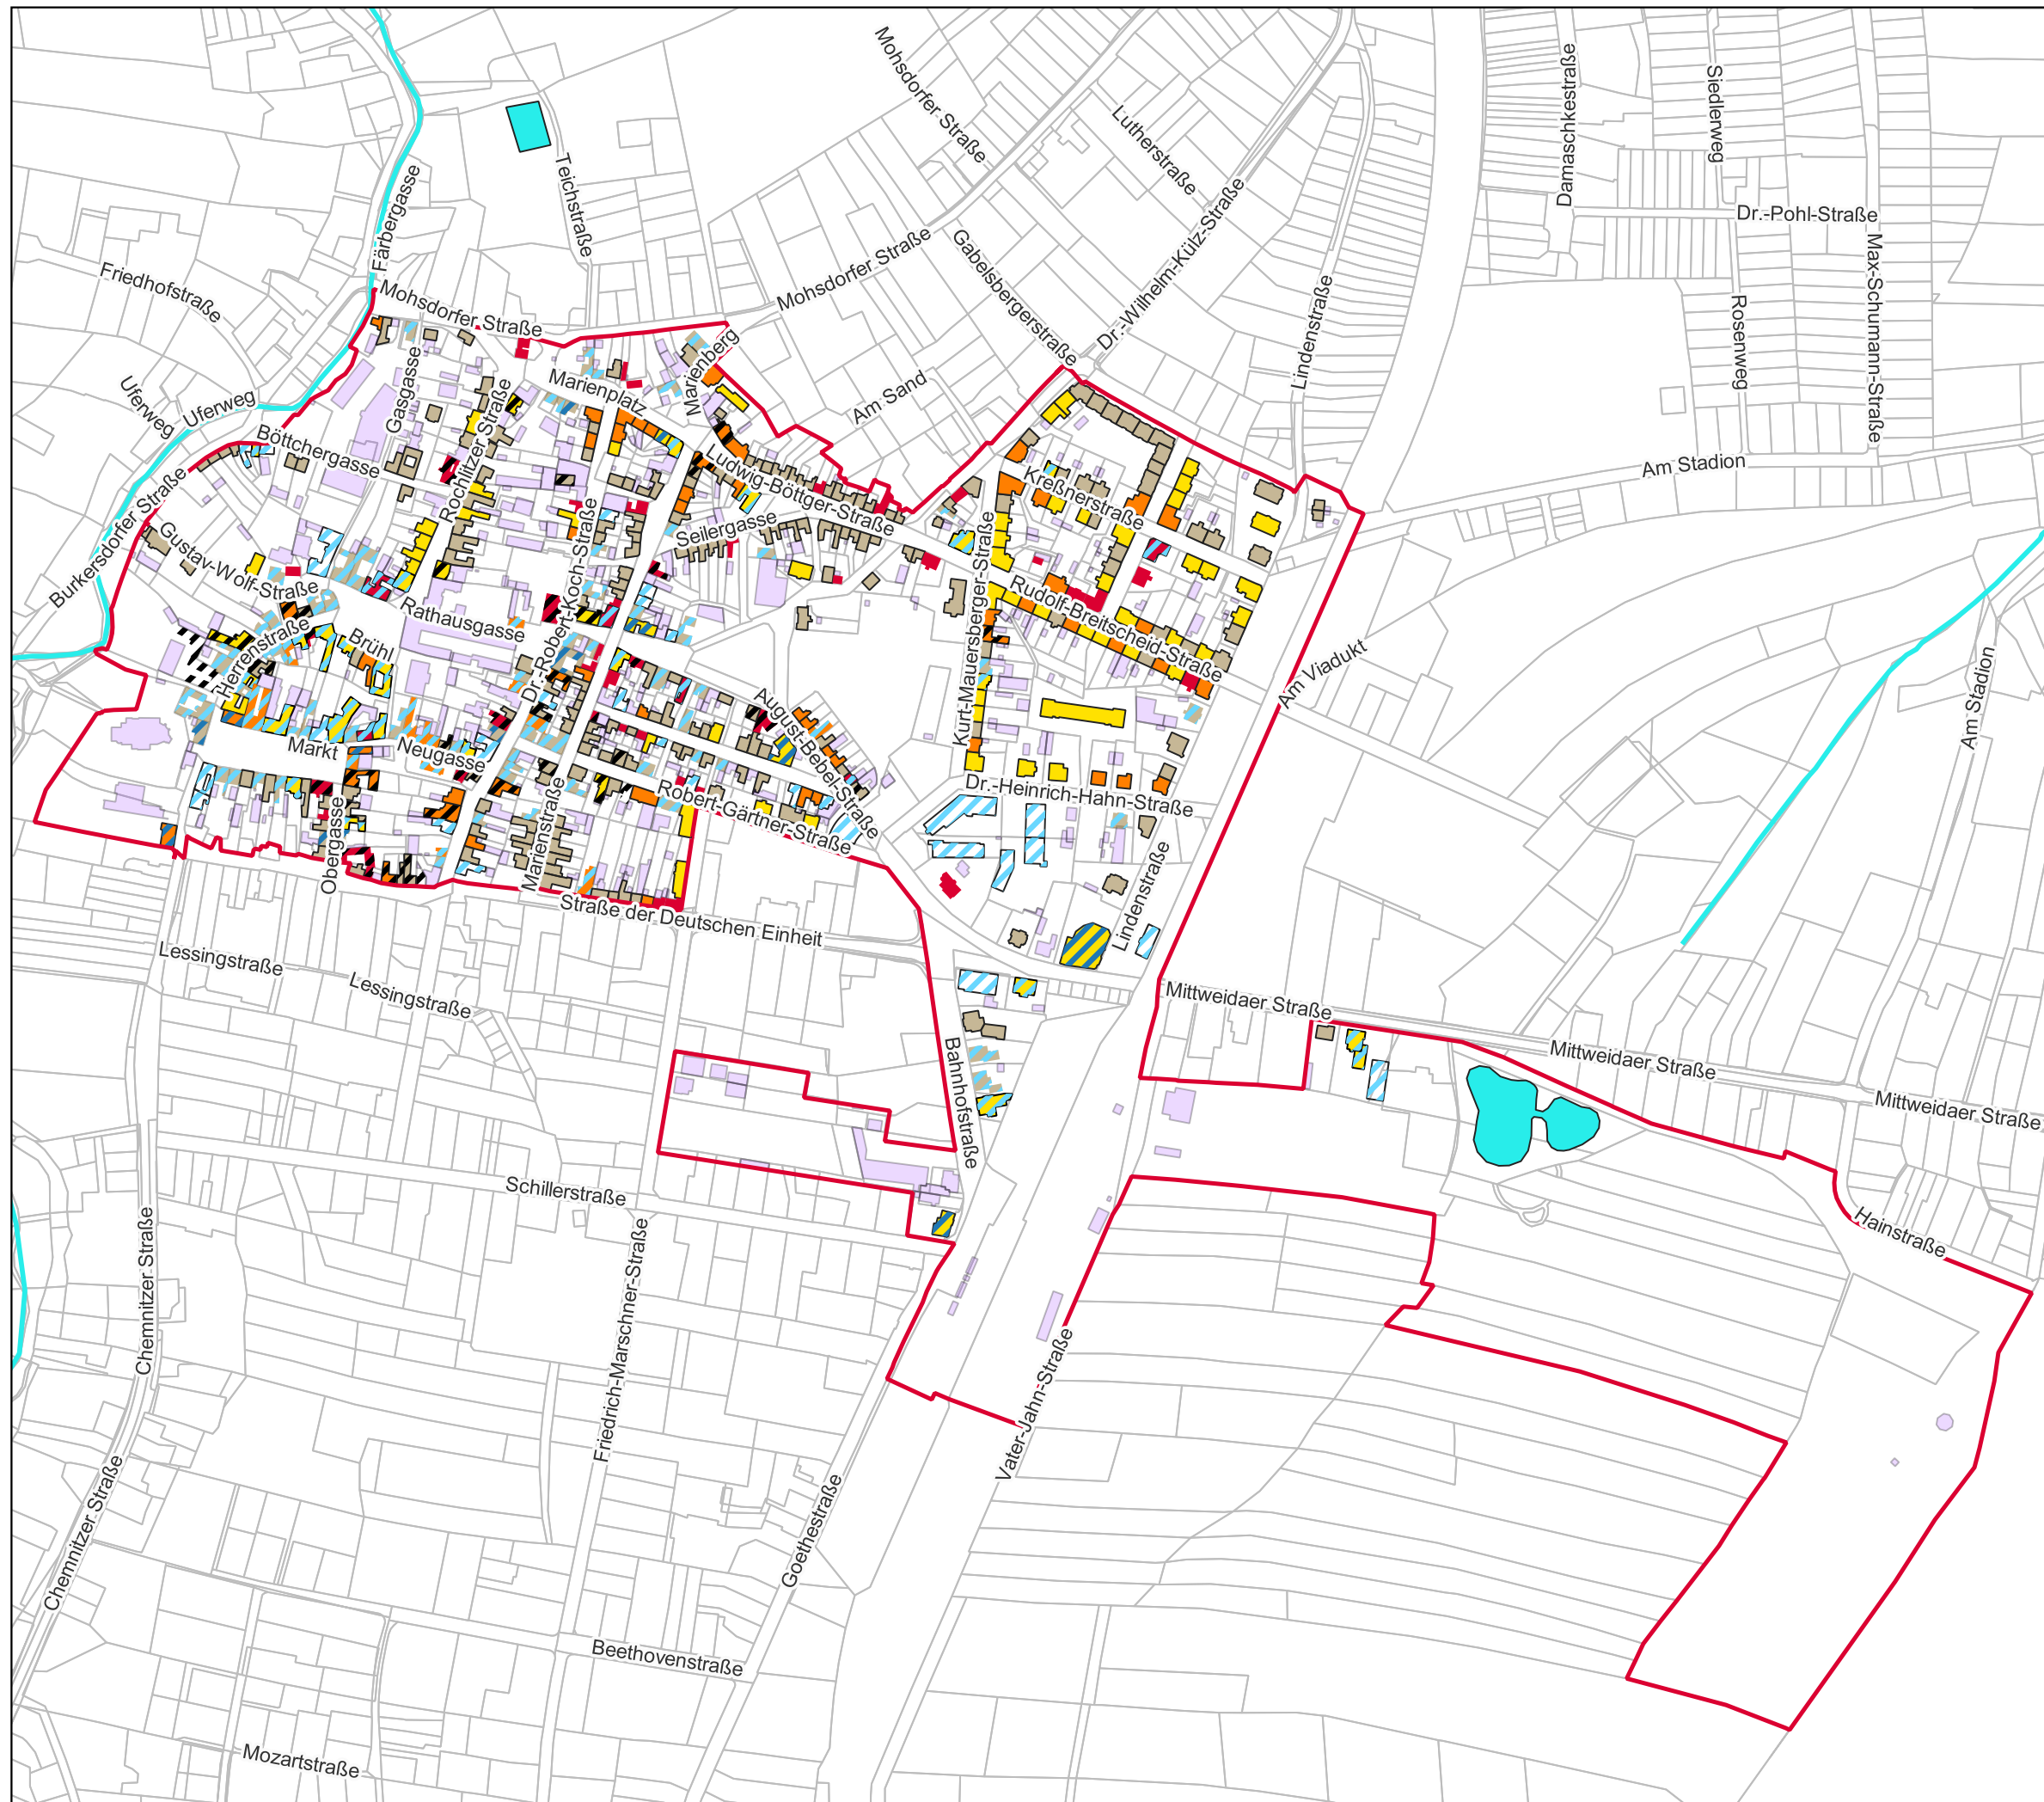 Mohsdorfer Straße
Lutherstraße
Damaschkestraße
Siedlerweg
Färbergasse
Teichstraße
Dr.-Pohl-Straße
Friedhofstraße
Mohsdorfer Straße
Gabelsbergerstraße
Dr.-Wilhelm-Külz-Straße
Lindenstraße
Max-Schumann-Straße
Rosenweg
Mohsdorfer Straße
Uferweg
Uferweg
Gasgasse
Marienplatz
Marienberg
Am Sand
Böttchergasse
Rochlitzer Straße
Ludwig-Böttger-Straße
Kreßnerstraße
Am Stadion
Burkersdorfer Straße
Gustav-Wolf-Straße
Seilergasse
Rathausgasse
Dr.-Robert-Koch-Straße
Kurt-Mauersberger-Straße
Rudolf-Breitscheid-Straße
Herrenstraße
Brühl
Am Viadukt
Am Stadion
Markt
Neugasse
August-Bebel-Straße
Robert-Gärtner-Straße
Dr.-Heinrich-Hahn-Straße
Obergasse
Marienstraße
Lindenstraße
Straße der Deutschen Einheit
Lessingstraße
Lessingstraße
Mittweidaer Straße
Mittweidaer Straße
Mittweidaer Straße
Bahnhofstraße
Schillerstraße
Hainstraße
Chemnitzer Straße
Friedrich-Marschner-Straße
Vater-Jahn-Straße
Chemnitzer Straße
Goethestraße
Beethovenstraße
Mozartstraße